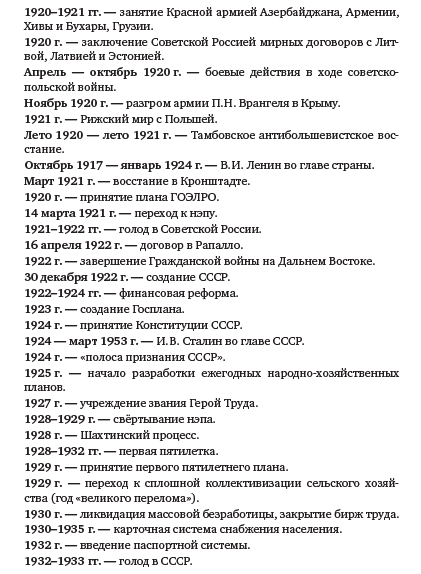 1920–1921 гг. — занятие Красной армией Азербайджана, Армении,
Хивы и Бухары, Грузии.
1920 г. — заключение Советской Россией мирных договоров с Лит-
вой, Латвией и Эстонией.
Апрель — октябрь 1920 г. — боевые действия в ходе советско-
польской войны.
Ноябрь 1920 г. — разгром армии П.Н. Врангеля в Крыму.
1921 г. — Рижский мир с Польшей.
Лето 1920 — лето 1921 г. — Тамбовское антибольшевистское вос-
стание.
Октябрь 1917 — январь 1924 г. — В.И. Ленин во главе страны.
Март 1921 г. — восстание в Кронштадте.
1920 г. — принятие плана ГОЭЛРО.
14 марта 1921 г. — переход к нэпу.
1921–1922 гг. — голод в Советской России.
16 апреля 1922 г. — договор в Рапалло.
1922 г. — завершение Гражданской войны на Дальнем Востоке.
30 декабря 1922 г. — создание СССР.
1922–1924 гг. — финансовая реформа.
1923 г. — создание Госплана.
1924 г. — принятие Конституции СССР.
1924 — март 1953 г. — И.В. Сталин во главе СССР.
1924 г. — «полоса признания СССР».
1925 г. — начало разработки ежегодных народно-хозяйственных
планов.
1927 г. — учреждение звания Герой Труда.
1928–1929 г. — свёртывание нэпа.
1928 г. — Шахтинский процесс.
1928–1932 гг. — первая пятилетка.
1929 г. — принятие первого пятилетнего плана.
1929 г. — переход к сплошной коллективизации сельского хозяй-
ства (год «великого перелома»).
1930 г. — ликвидация массовой безработицы, закрытие бирж труда.
1930–1935 г. — карточная система снабжения населения.
1932 г. — введение паспортной системы.
1932–1933 гг. — голод в СССР.